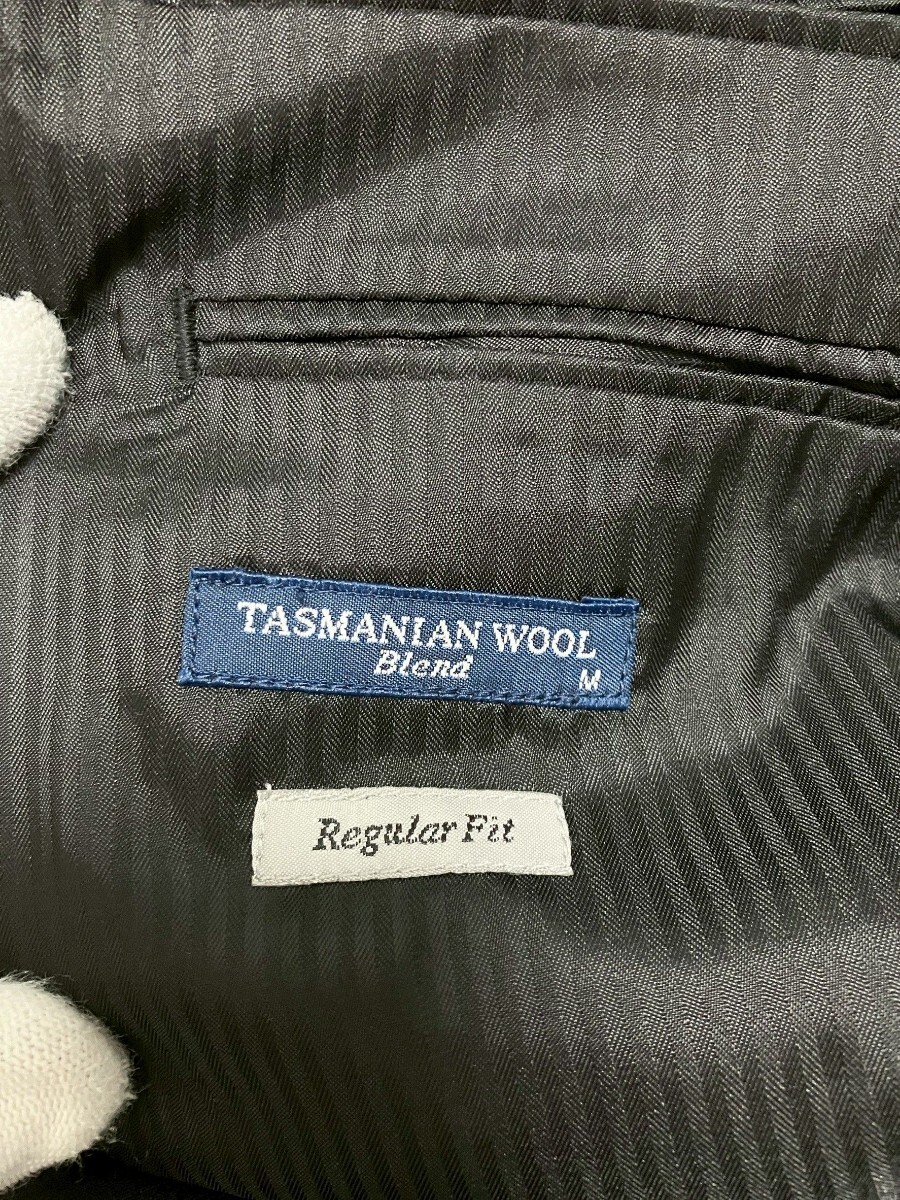 TASMANIAN WOOL
Blend
M
Regular Fit